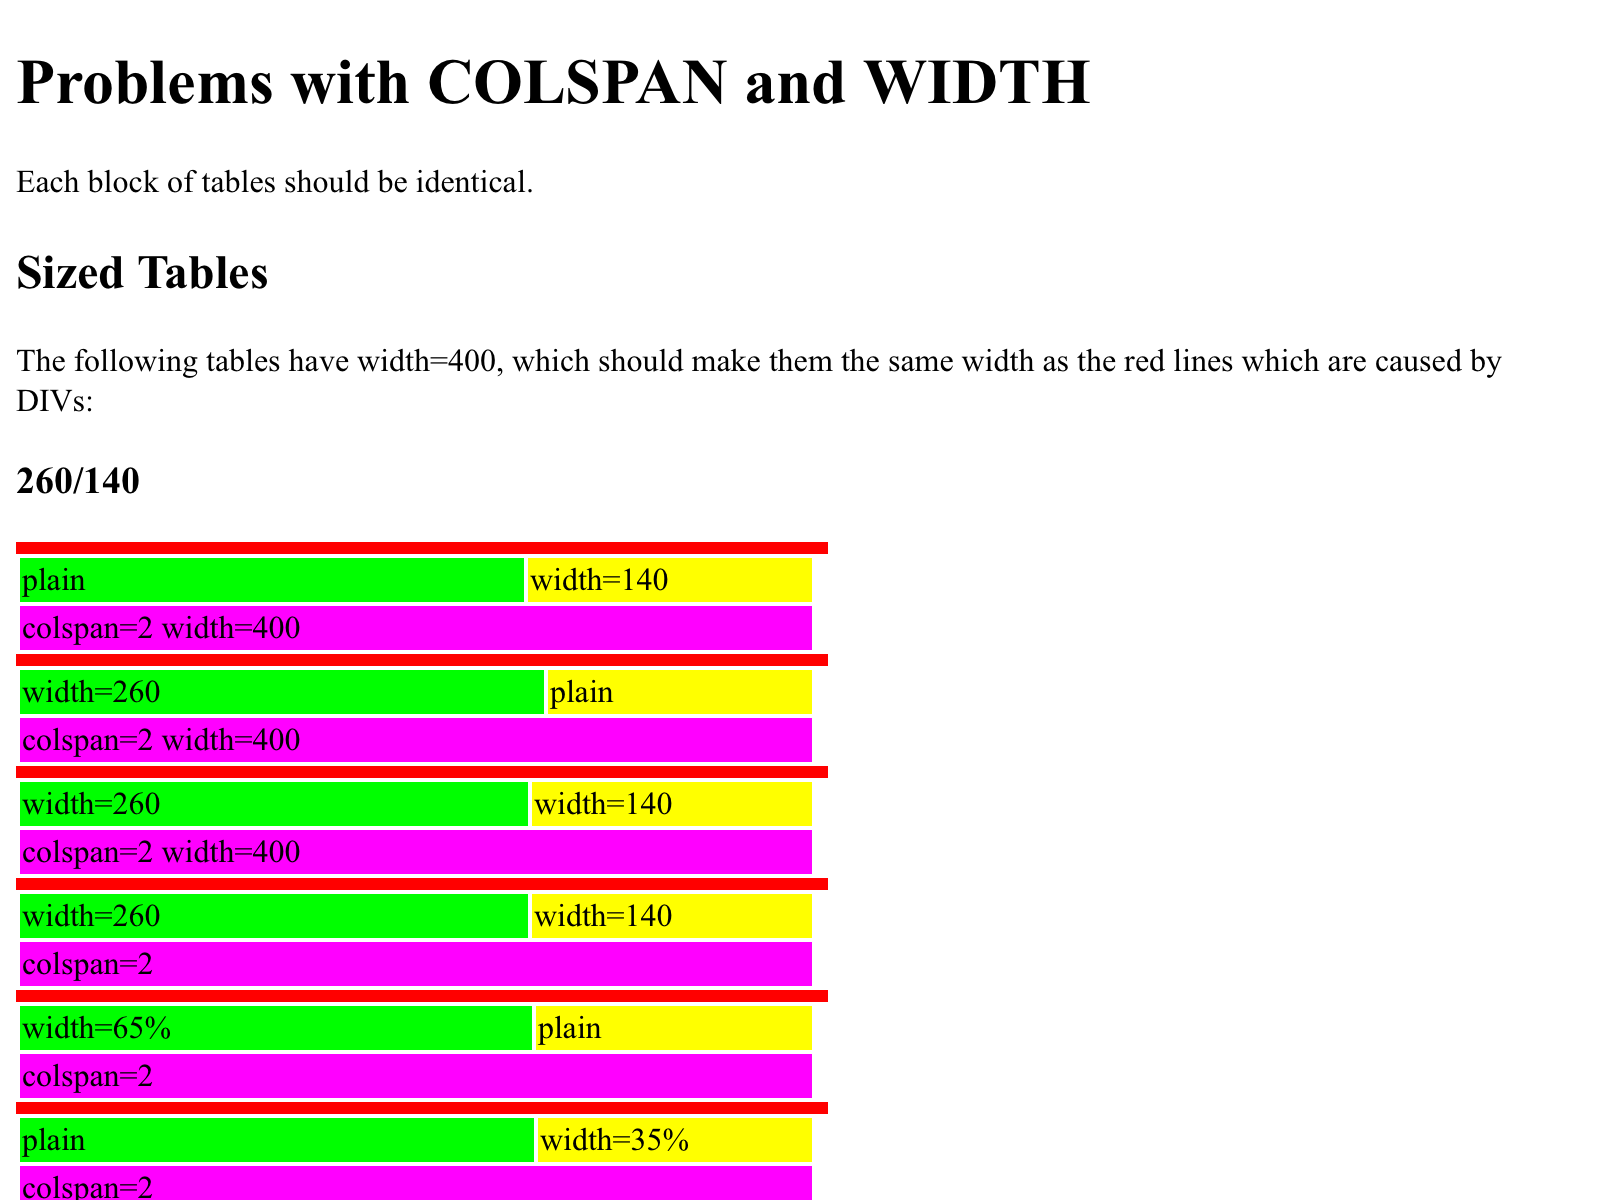 Problems with COLSPAN and WIDTH
Each block of tables should be identical.
Sized Tables
The following tables have width=400, which should make them the same width as the red lines which are caused by
DIVs:
260/140
plain width=140
colspan=2 width=400
width=260 plain
colspan=2 width=400
width=260 width=140
colspan=2 width=400
width=260 width=140
colspan=2
width=65% plain
colspan=2
plain width=35%
colspan=2